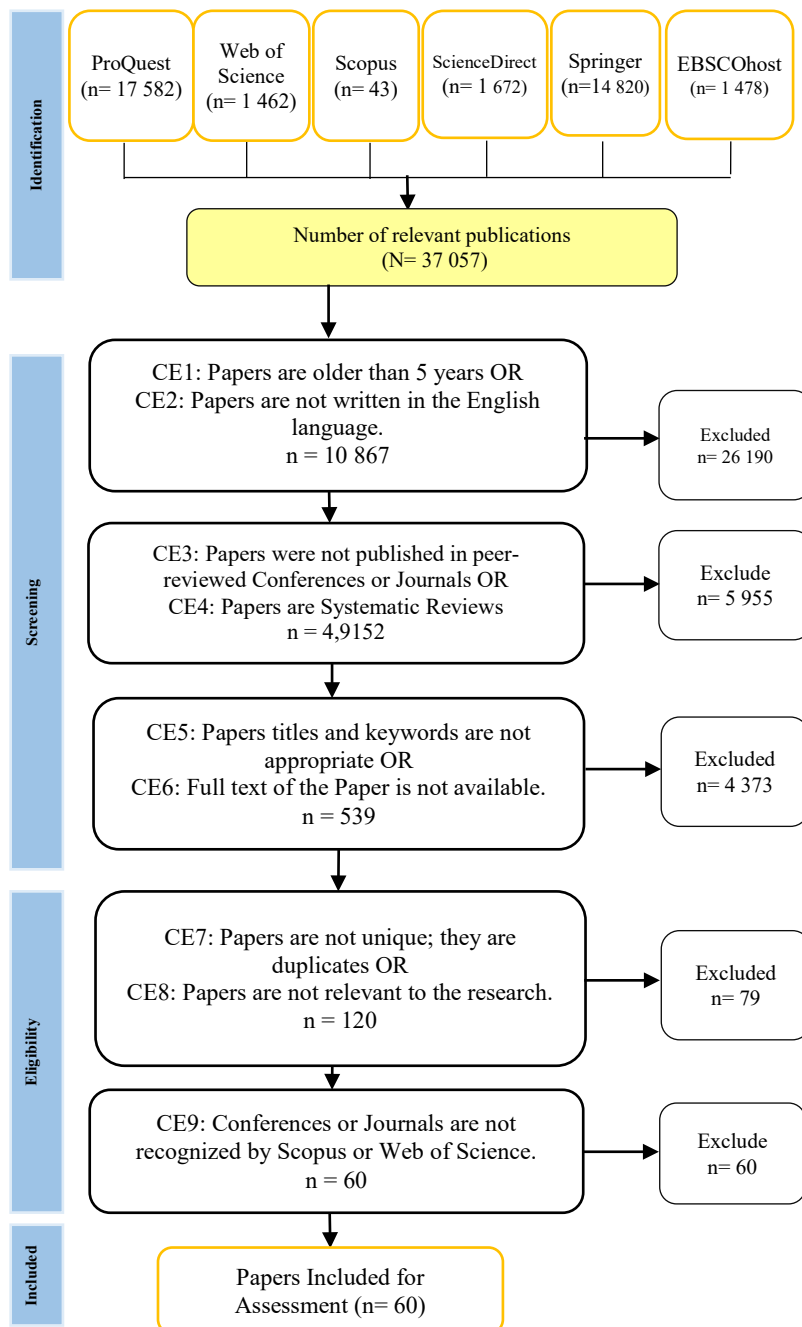 ProQuest
(n= 17 582)
Web of
Science
(n= 1 462)
Scopus
(n= 43)
ScienceDirect
(n= 1 672)
Springer
(n=14 820)
EBSCOhost
(n= 1 478)
Identification
Number of relevant publications
(N= 37 057)
Screening
CE1: Papers are older than 5 years OR
CE2: Papers are not written in the English
language.
n = 10 867
Excluded
n= 26 190
CE3: Papers were not published in peer-
reviewed Conferences or Journals OR
CE4: Papers are Systematic Reviews
n = 4,9152
Exclude
n= 5 955
CE5: Papers titles and keywords are not
appropriate OR
CE6: Full text of the Paper is not available.
n = 539
Excluded
n= 4 373
Eligibility
CE7: Papers are not unique; they are
duplicates OR
CE8: Papers are not relevant to the research.
n = 120
Excluded
n= 79
CE9: Conferences or Journals are not
recognized by Scopus or Web of Science.
n = 60
Exclude
n= 60
Included
Papers Included for
Assessment (n= 60)